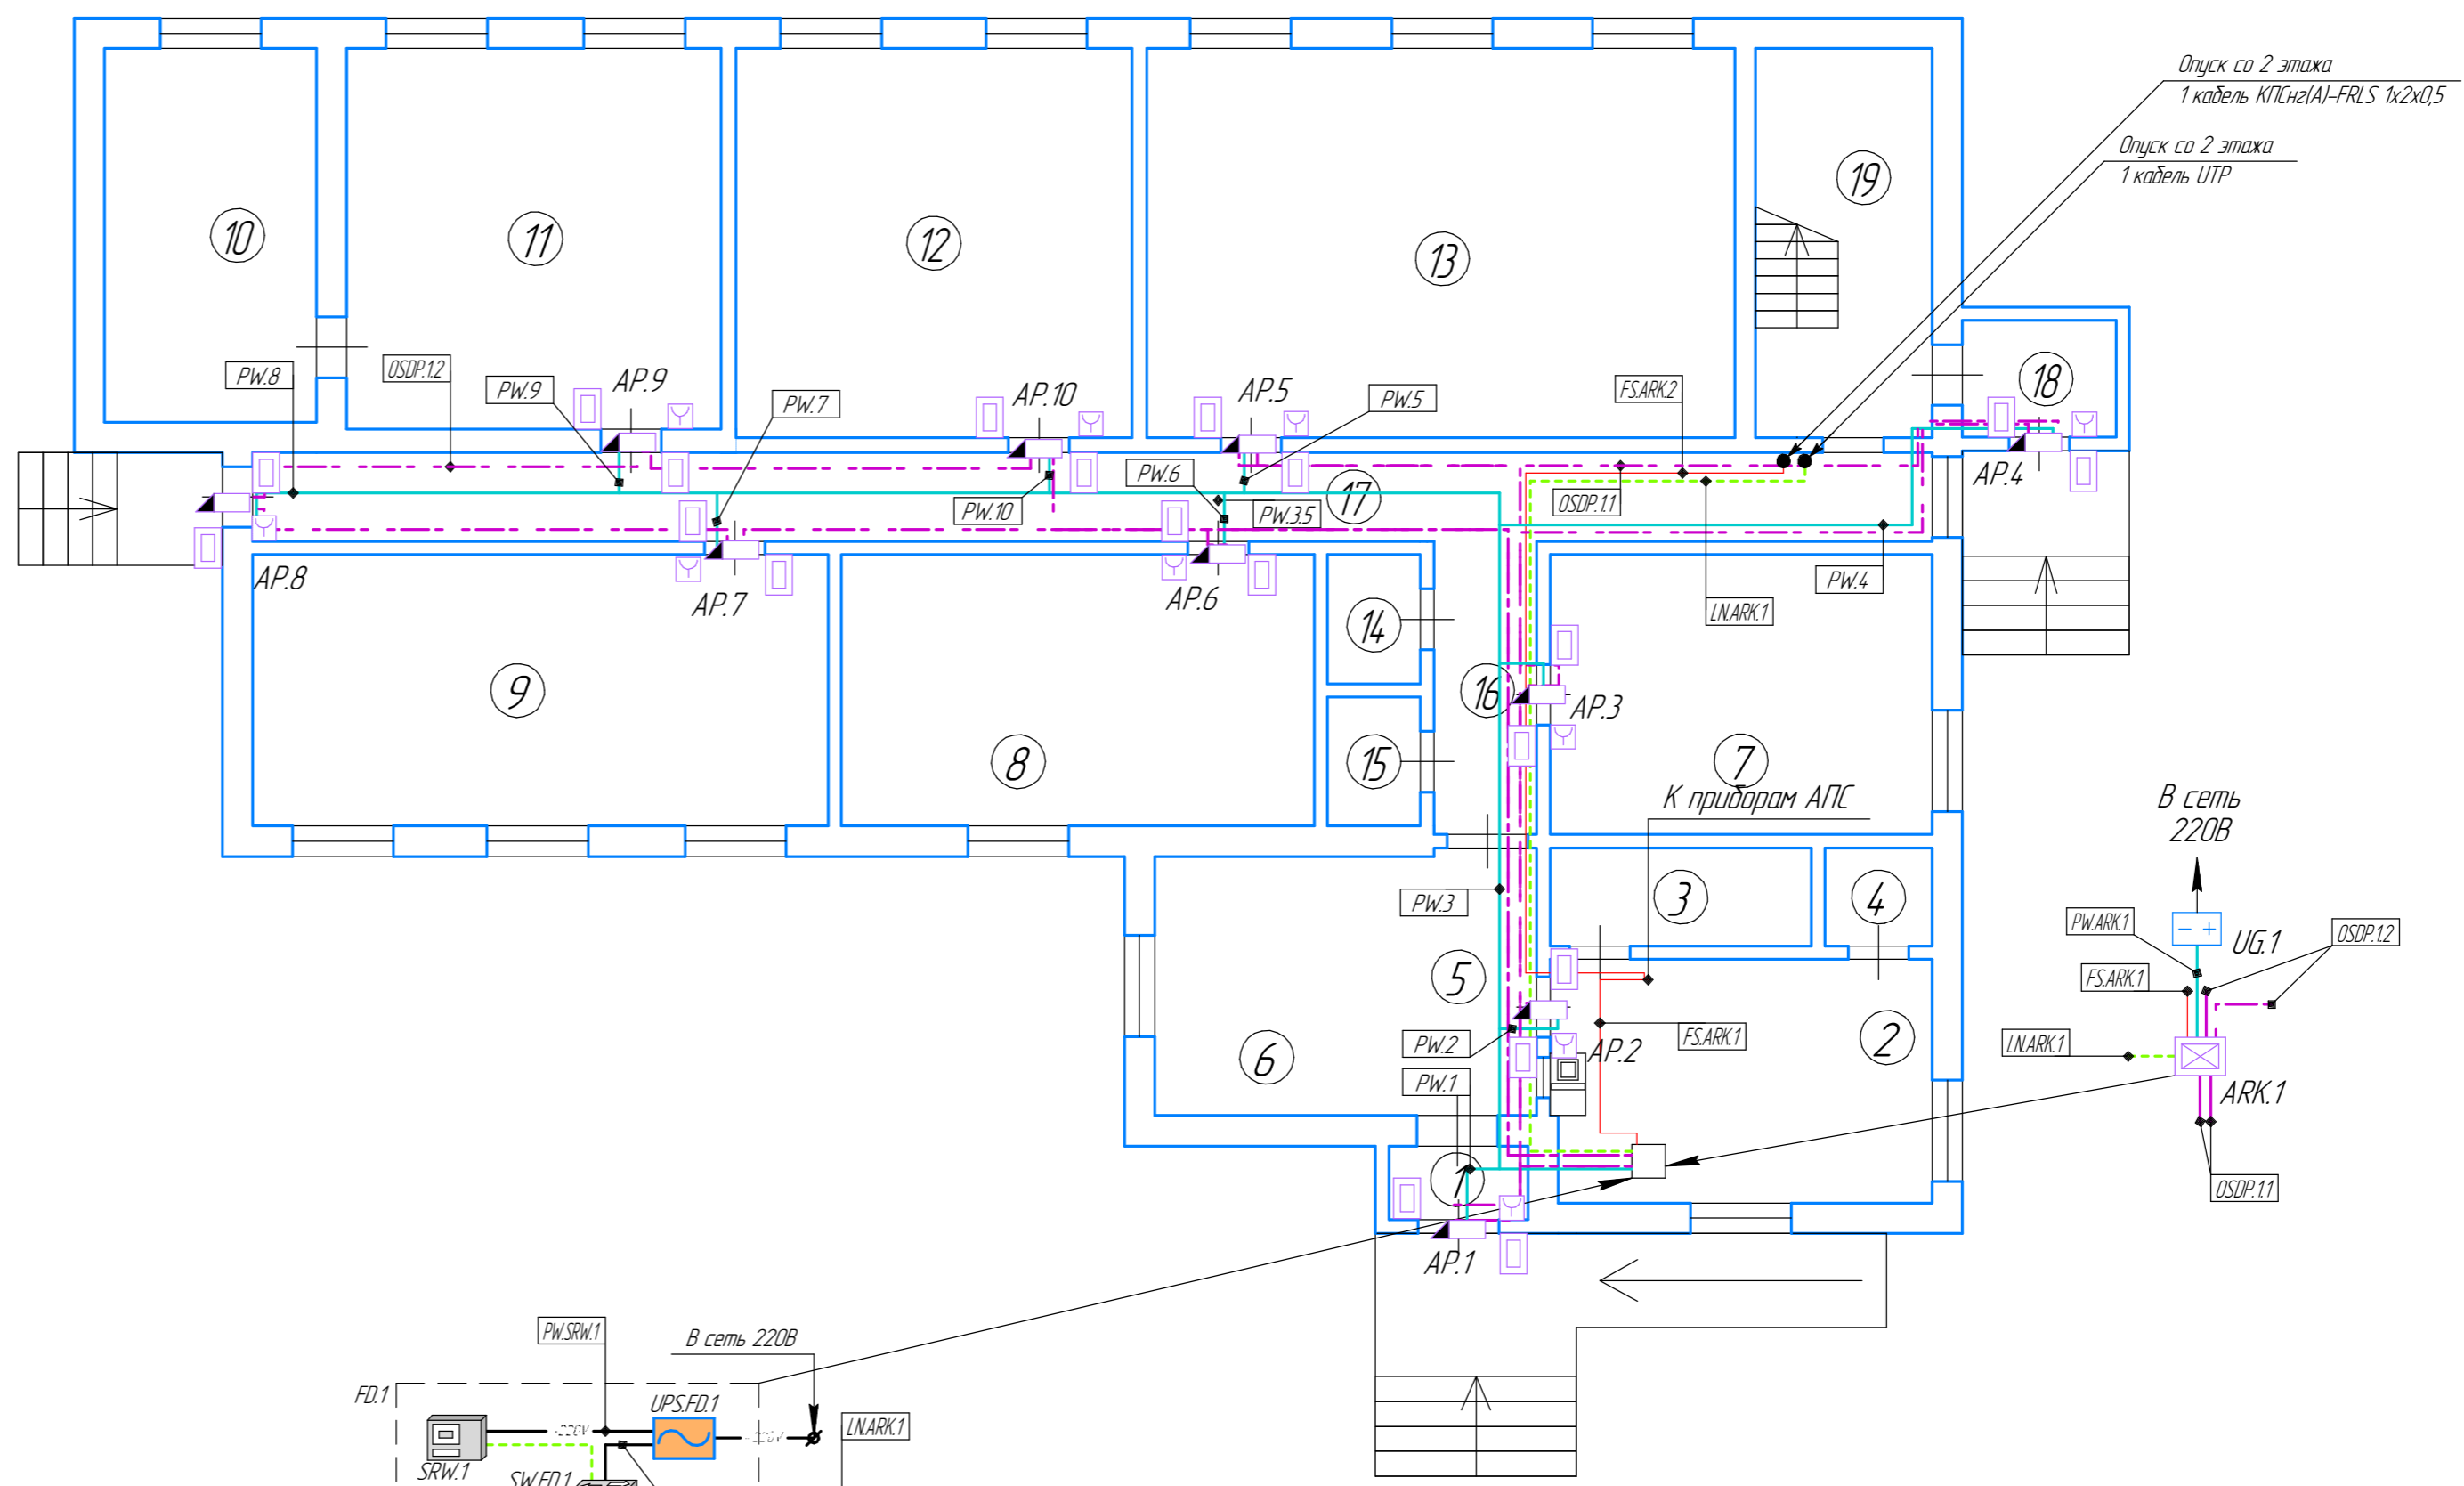 Опуск со 2 этажа
1 кабель КПСнг(А)-FRLS 1x2x0,5
Опуск со 2 этажа
1 кабель UTP
10
11
12
13
19
18
PW.8
OSDP.1.2
PW.9
AP.9
PW.7
AP.10
AP.5
PW.5
FS.ARK.2
PW.6
PW.10
PW.3.5
17
OSDP.1.1
AP.4
AP.8
AP.7
AP.6
14
LN.ARK.1
PW.4
9
8
15
16
AP.3
7
К приборам АПС
В сеть
220В
PW.3
3
4
PW.ARK.1
UG.1
OSDP.1.2
FS.ARK.1
5
6
PW.2
AP.2
FS.ARK.1
2
LN.ARK.1
ARK.1
PW.1
1
OSDP.1.1
AP.1
PW.SRW.1
В сеть 220В
FD.1
UPS.FD.1
LN.ARK.1
~220V
~220V
SRW.1
SW.FD.1